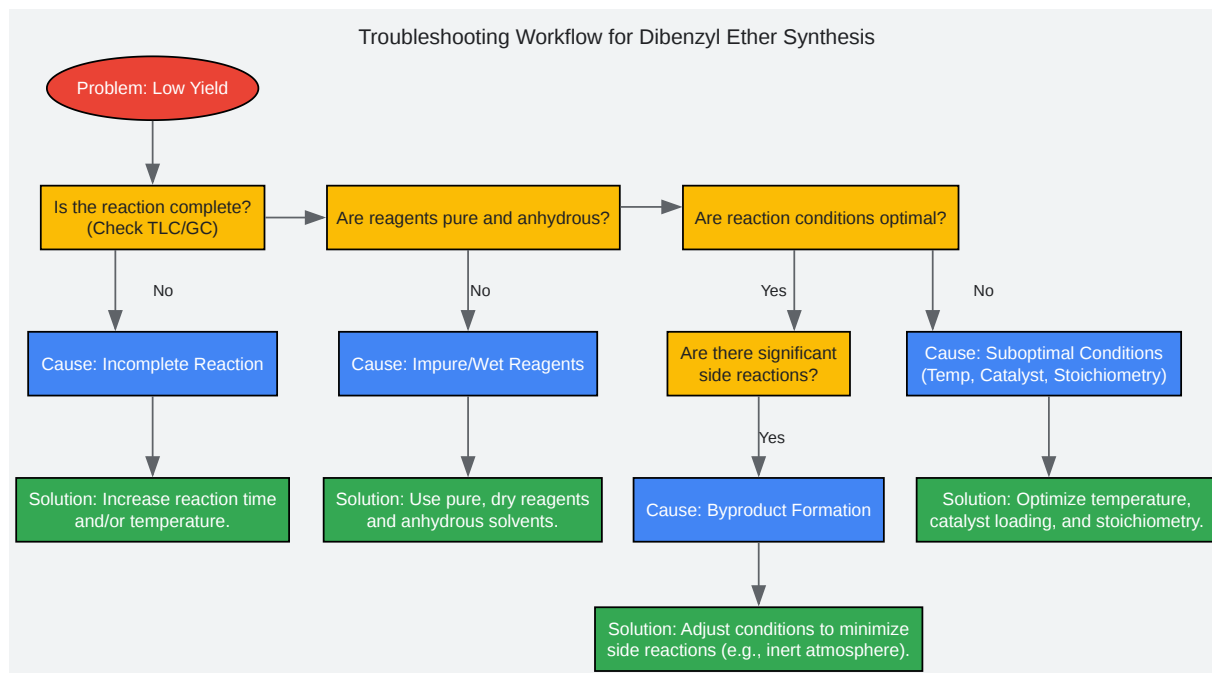 Troubleshooting Workflow for Dibenzyl Ether Synthesis
Problem: Low Yield
Is the reaction complete?
(Check TLC/GC)
Are reagents pure and anhydrous?
Are reaction conditions optimal?
No
No
Yes
No
Cause: Incomplete Reaction
Cause: Impure/Wet Reagents
Are there significant
side reactions?
Cause: Suboptimal Conditions
(Temp, Catalyst, Stoichiometry)
Yes
Solution: Increase reaction time
and/or temperature.
Solution: Use pure, dry reagents
and anhydrous solvents.
Cause: Byproduct Formation
Solution: Optimize temperature,
catalyst loading, and stoichiometry.
Solution: Adjust conditions to minimize
side reactions (e.g., inert atmosphere).